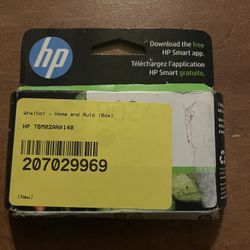 hp
Download the free
HP Smart app.
Téléchargez l'application
HP Smart gratuite.
WhatNot - Home and Auto (Box)
HP T6M02AN#140
207029969
(New)